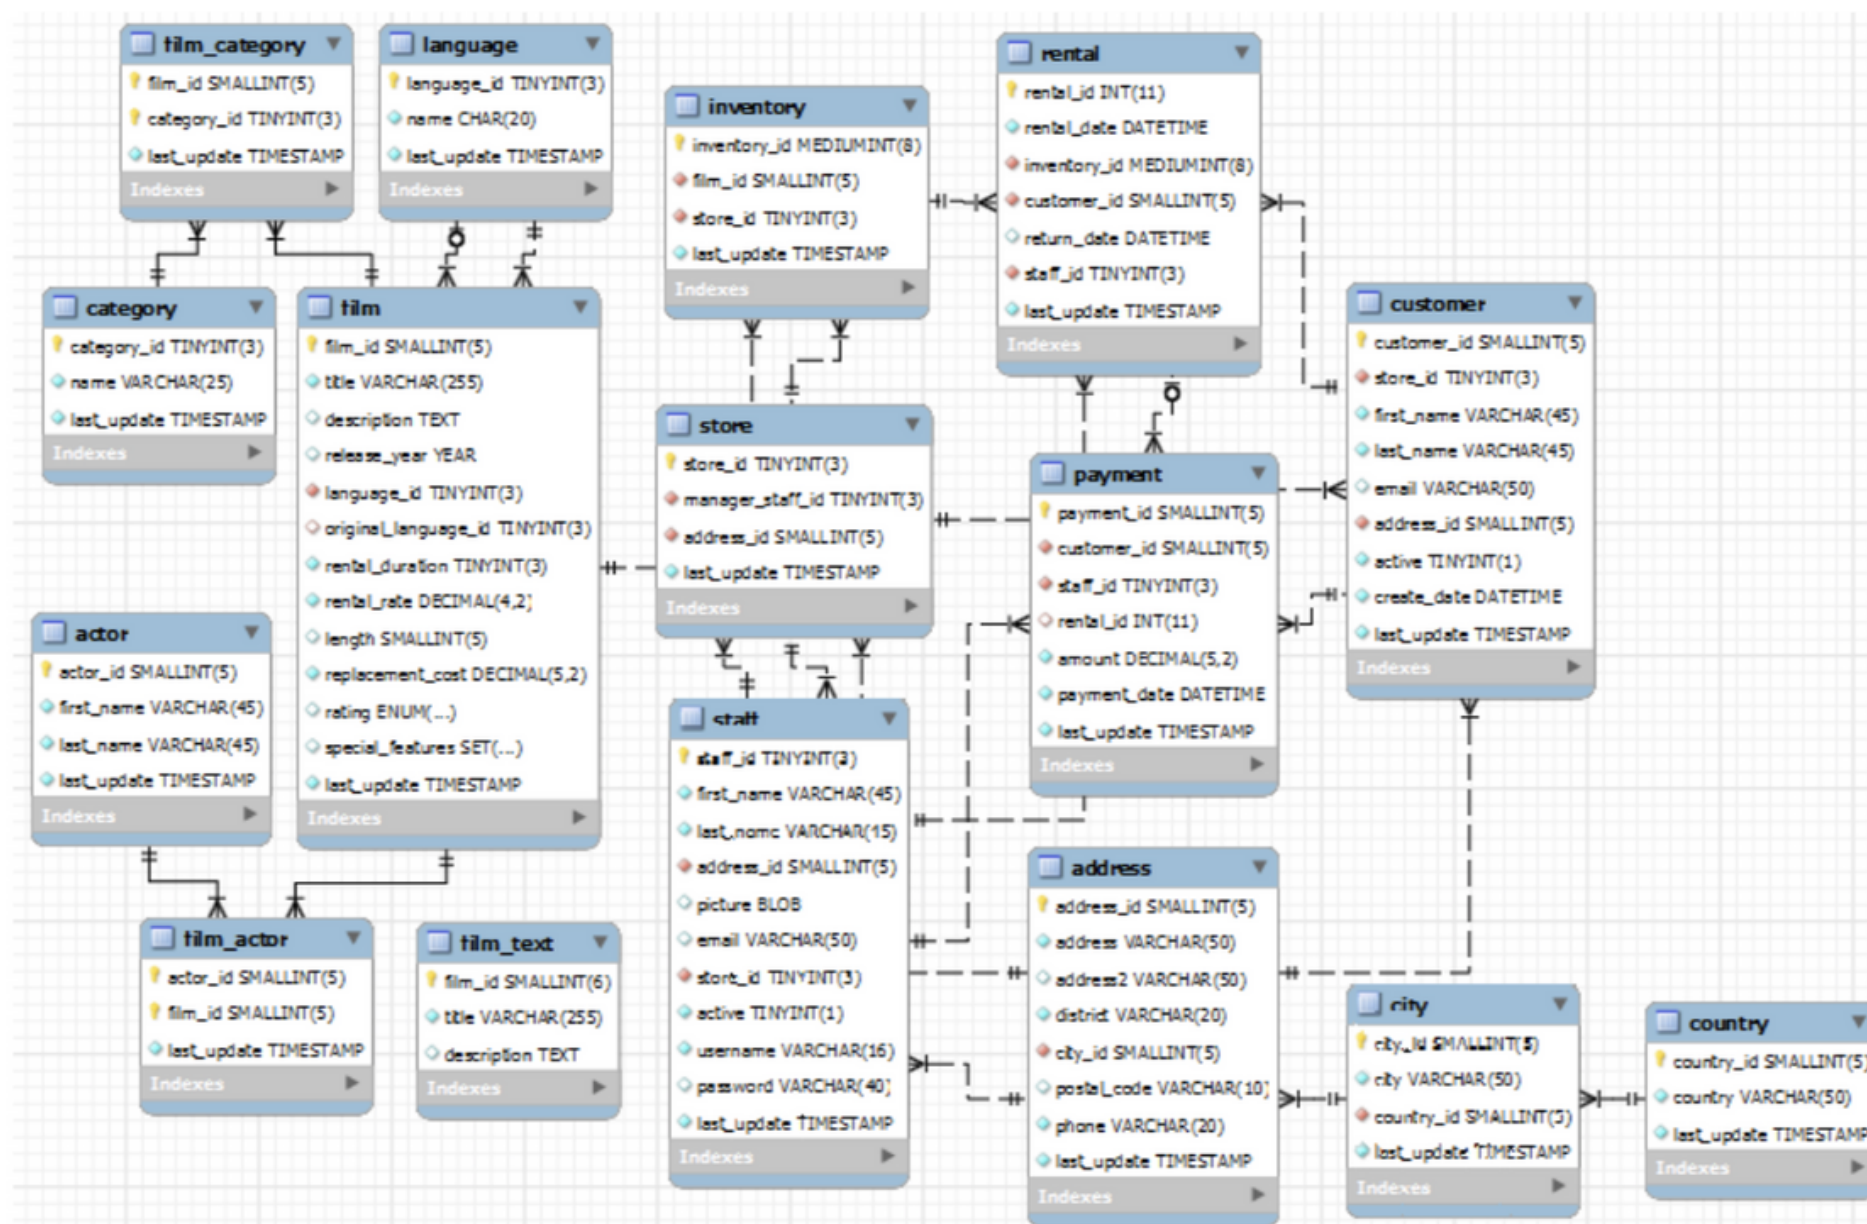 film_category
film_id SMALLINT(5)
category_id TINYINT(3)
last_update TIMESTAMP
Indexes
language
language_id TINYINT(3)
name CHAR(20)
last_update TIMESTAMP
Indexes
inventory
inventory_id MEDIUMINT(8)
film_id SMALLINT(5)
store_id TINYINT(3)
last_update TIMESTAMP
Indexes
rental
rental_id INT(11)
rental_date DATETIME
inventory_id MEDIUMINT(8)
customer_id SMALLINT(5)
return_date DATETIME
staff_id TINYINT(3)
last_update TIMESTAMP
Indexes
category
category_id TINYINT(3)
name VARCHAR(25)
last_update TIMESTAMP
Indexes
film
film_id SMALLINT(5)
title VARCHAR(255)
description TEXT
release_year YEAR
language_id TINYINT(3)
original_language_id TINYINT(3)
rental_duration TINYINT(3)
rental_rate DECIMAL(4,2)
length SMALLINT(5)
replacement_cost DECIMAL(5,2)
rating ENUM(...)
special_features SET(...)
last_update TIMESTAMP
Indexes
customer
customer_id SMALLINT(5)
store_id TINYINT(3)
first_name VARCHAR(45)
last_name VARCHAR(45)
email VARCHAR(50)
address_id SMALLINT(5)
active TINYINT(1)
create_date DATETIME
last_update TIMESTAMP
Indexes
store
store_id TINYINT(3)
manager_staff_id TINYINT(3)
address_id SMALLINT(5)
last_update TIMESTAMP
Indexes
payment
payment_id SMALLINT(5)
customer_id SMALLINT(5)
staff_id TINYINT(3)
rental_id INT(11)
amount DECIMAL(5,2)
payment_date DATETIME
last_update TIMESTAMP
Indexes
actor
actor_id SMALLINT(5)
first_name VARCHAR(45)
last_name VARCHAR(45)
last_update TIMESTAMP
Indexes
staff
staff_id TINYINT(3)
first_name VARCHAR(45)
last_name VARCHAR(45)
address_id SMALLINT(5)
picture BLOB
email VARCHAR(50)
store_id TINYINT(3)
active TINYINT(1)
username VARCHAR(16)
password VARCHAR(40)
last_update TIMESTAMP
Indexes
address
address_id SMALLINT(5)
address VARCHAR(50)
address2 VARCHAR(50)
district VARCHAR(20)
city_id SMALLINT(5)
postal_code VARCHAR(10)
phone VARCHAR(20)
last_update TIMESTAMP
Indexes
film_actor
actor_id SMALLINT(5)
film_id SMALLINT(5)
last_update TIMESTAMP
Indexes
film_text
film_id SMALLINT(6)
title VARCHAR(255)
description TEXT
Indexes
city
city_id SMALLINT(5)
city VARCHAR(50)
country_id SMALLINT(5)
last_update TIMESTAMP
Indexes
country
country_id SMALLINT(5)
country VARCHAR(50)
last_update TIMESTAMP
Indexes